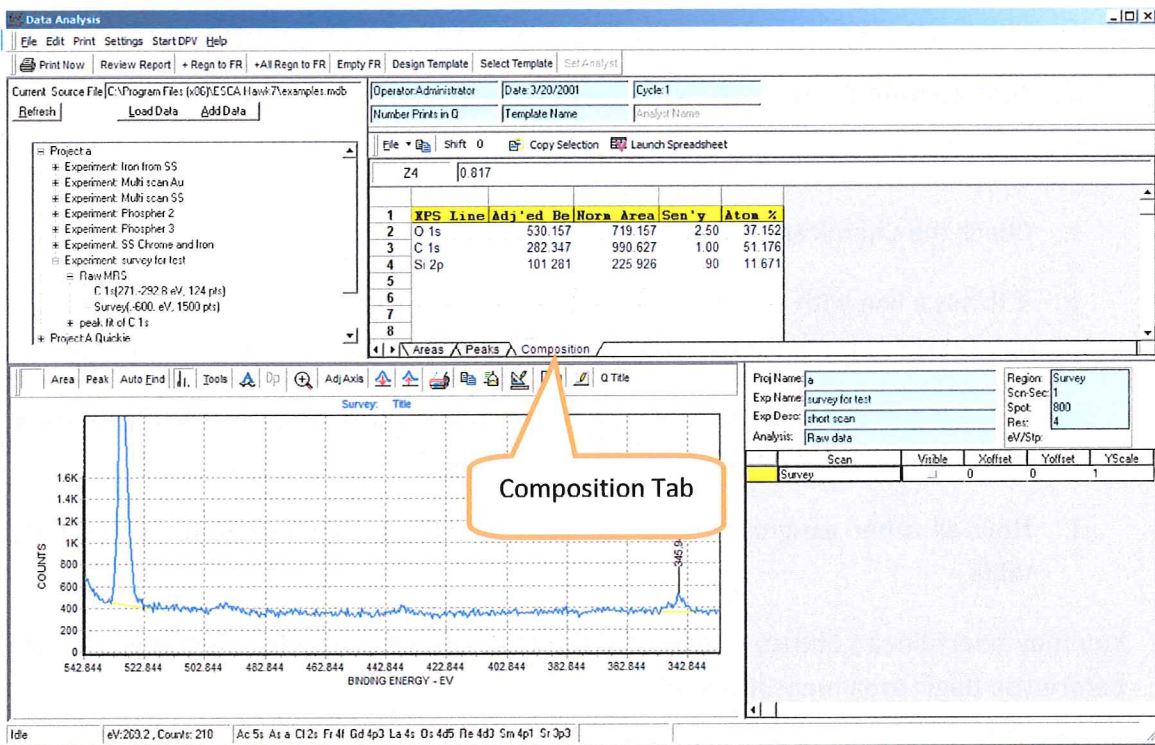 Data Analysis
File Edit Print Settings Start DPV Help
Print Now Review Report + Regn to FR +All Regn to FR Empty FR Design Template Select Template Set Analyst
Current Source File C:\Program Files (x86)\ESCA Hawk7\examples.mdb
Refresh Load Data Add Data
Project a
Experiment: Iron from SS
Experiment: Multi scan Au
Experiment: Multi scan SS
Experiment: Phospher 2
Experiment: Phospher 3
Experiment: SS Chrome and Iron
Experiment: survey for test
Raw MRS
C 1s(271.-292.8 eV, 124 pts)
Survey(.-600. eV, 1500 pts)
peak fit of C 1s
Project A Quickie
Operator:Administrator Date: 3/20/2001 Cycle:1
Number Prints in Q Template Name Analyst Name
File Shift 0 Copy Selection Launch Spreadsheet
Z4 0.817
1 XPS Line Adj'ed Be Norm Area Sen'y Atom %
2 O 1s 530.157 719.157 2.50 37.152
3 C 1s 282.347 990.627 1.00 51.176
4 Si 2p 101 281 225 926 90 11 671
5
6
7
8
Areas Peaks Composition
Composition Tab
Area Peak Auto Find Tools Dp Adj Axis Q Title
Survey: Title
1.6K
1.4K
1.2K
1K
800
600
400
200
0
COUNTS
542.844 522.844 502.844 482.844 462.844 442.844 422.844 402.844 382.844 362.844 342.844
BINDING ENERGY - EV
Proj Name: a
Exp Name: survey for test
Exp Desc: short scan
Analysis: Raw data
Region: Survey
Scn-Sec: 1
Spot: 800
Res: 4
eV/Stp:
Scan Visible Xoffset Yoffset YScale
Survey 0 0 1
Idle eV:269.2 , Counts: 210 Ac 5s As a Cl 2s Fr 4f Gd 4p3 La 4s Os 4d5 Re 4d3 Sm 4p1 Sr 3p3